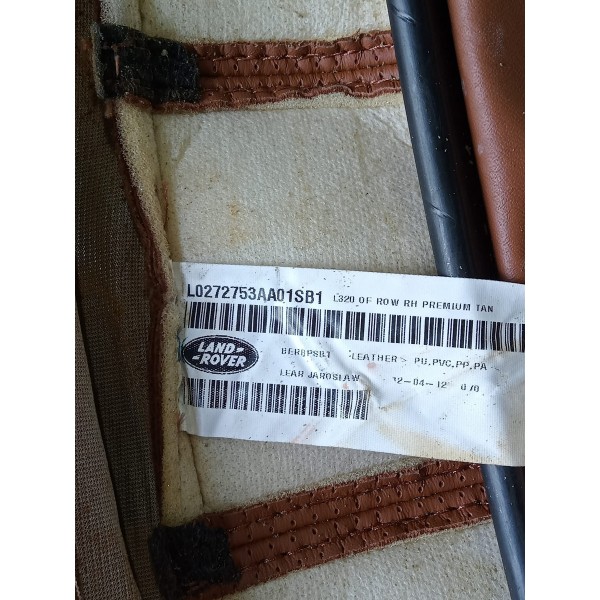 L0272753AA01SB1 L320 OF ROW RH PREMIUM TAN
LAND-
-ROVER
LEATHER> PU,PVC,PP,PA
LEAR JAROSLAW 12-04-12